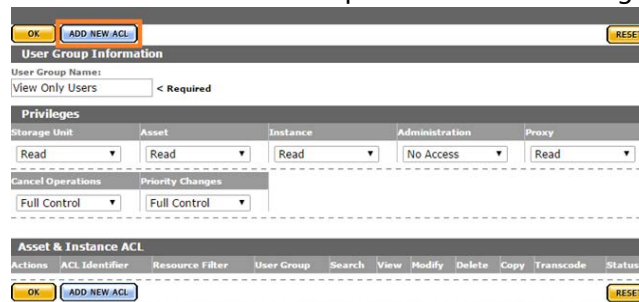 OK ADD NEW ACL RESET
User Group Information
User Group Name:
View Only Users < Required
Privileges
Storage Unit Asset Instance Administration Proxy
Read Read Read No Access Read
Cancel Operations Priority Changes
Full Control Full Control
Asset & Instance ACL
Actions ACL Identifier Resource Filter User Group Search View Modify Delete Copy Transcode Status
OK ADD NEW ACL RESET